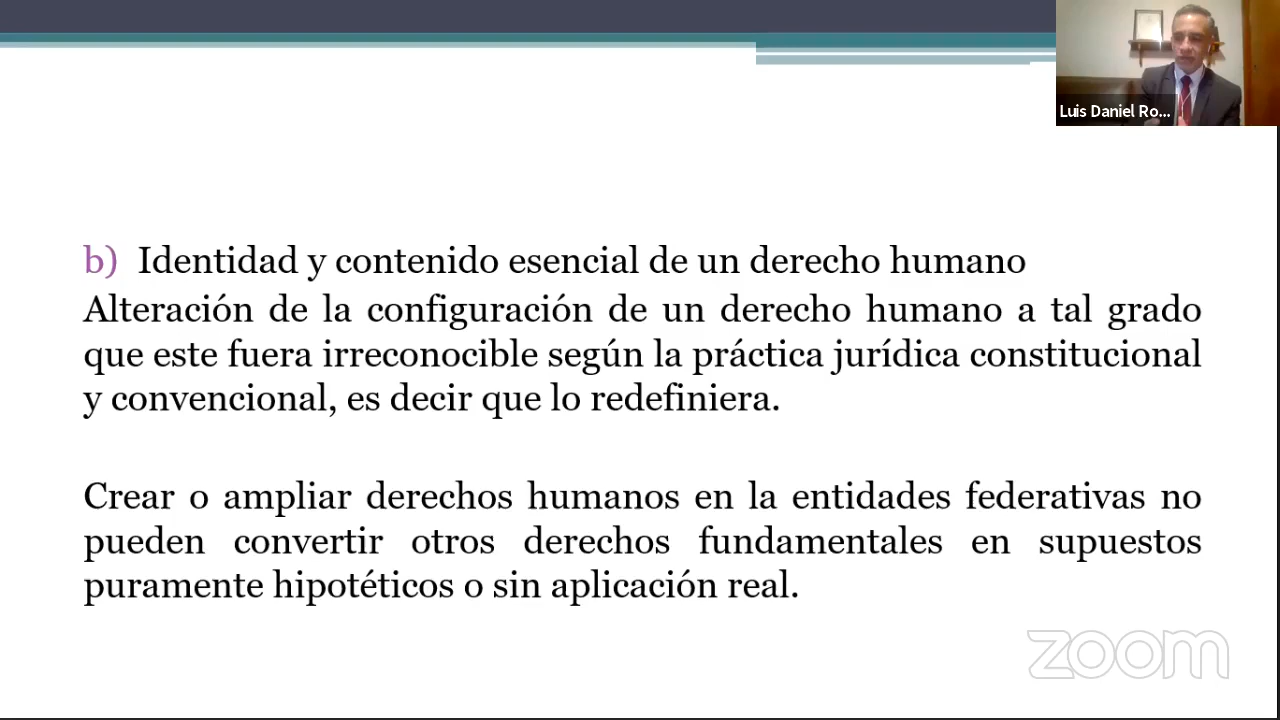 Luis Daniel Ro...
b) Identidad y contenido esencial de un derecho humano
Alteración de la configuración de un derecho humano a tal grado
que este fuera irreconocible según la práctica jurídica constitucional
y convencional, es decir que lo redefiniera.
Crear o ampliar derechos humanos en la entidades federativas no
pueden convertir otros derechos fundamentales en supuestos
puramente hipotéticos o sin aplicación real.
zoom